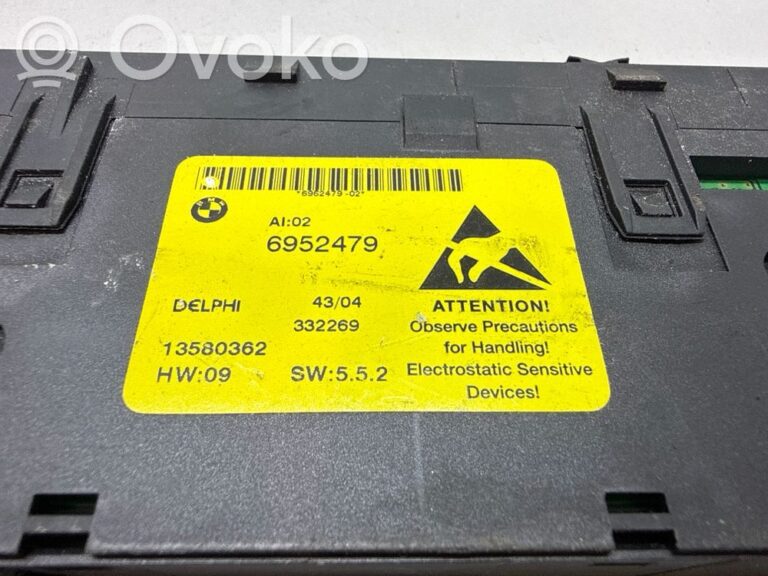 Ovoko
*6952479-02*
BMW
AI:02
6952479
DELPHI
43/04
332269
13580362
HW:09
SW:5.5.2
ATTENTION!
Observe Precautions
for Handling!
Electrostatic Sensitive
Devices!